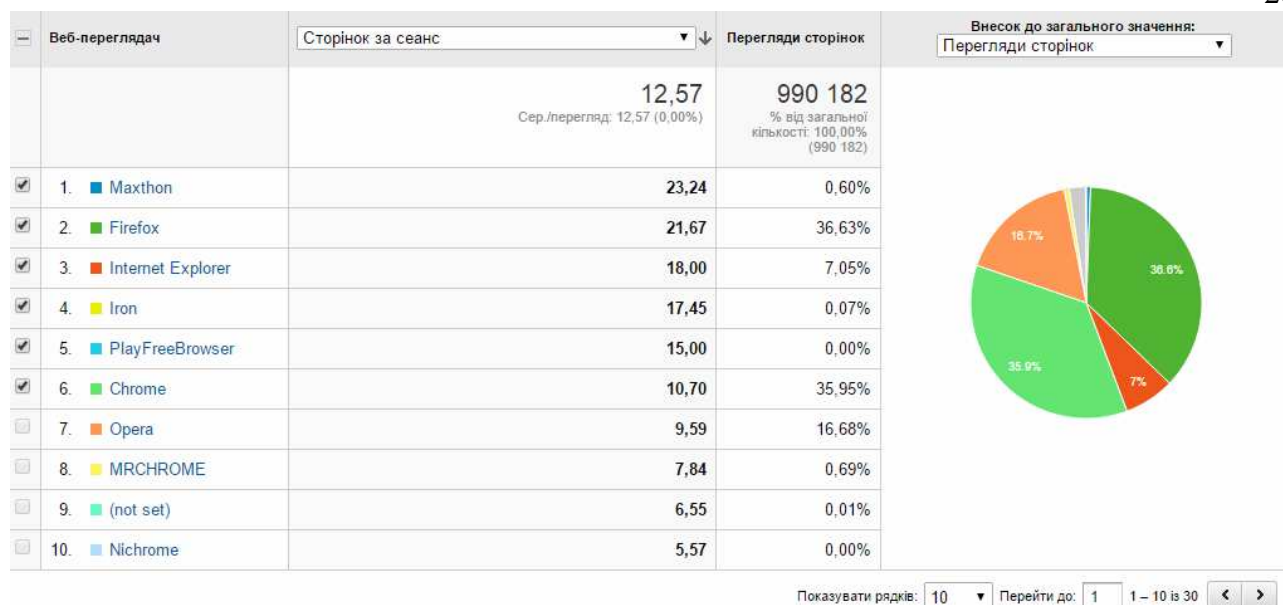 Веб-переглядач Сторінок за сеанс Перегляди сторінок Внесок до загального значення:
Перегляди сторінок
12,57 990 182
Сер./перегляд: 12,57 (0,00%) % від загальної
кількості: 100,00%
(990 182)
1. Maxthon 23,24 0,60%
2. Firefox 21,67 36,63%
3. Internet Explorer 18,00 7,05%
4. Iron 17,45 0,07%
5. PlayFreeBrowser 15,00 0,00%
6. Chrome 10,70 35,95%
7. Opera 9,59 16,68%
8. MRCHROME 7,84 0,69%
9. (not set) 6,55 0,01%
10. Nichrome 5,57 0,00%
16.7%
36.6%
35.9%
7%
Показувати рядків: 10 Перейти до: 1 1 – 10 із 30